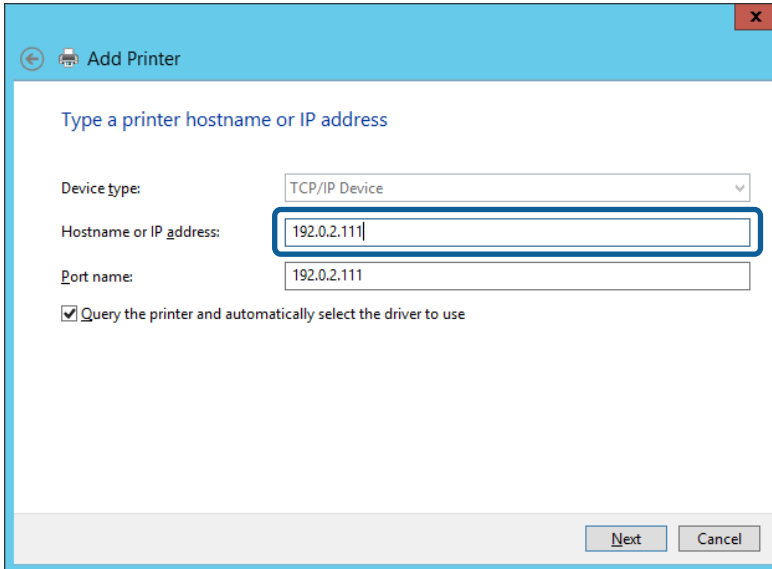 x
Add Printer
Type a printer hostname or IP address
Device type: TCP/IP Device
Hostname or IP address: 192.0.2.111
Port name: 192.0.2.111
Query the printer and automatically select the driver to use
Next Cancel